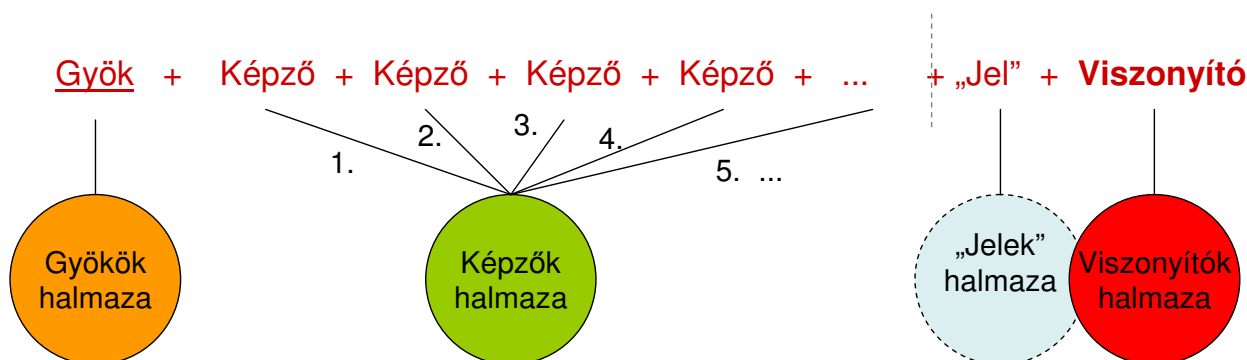 Gyök + Képző + Képző + Képző + Képző + ... + „Jel” + Viszonyító
1. 2. 3. 4. 5. ...
Gyökök
halmaza
Képzők
halmaza
„Jelek”
halmaza
Viszonyítók
halmaza